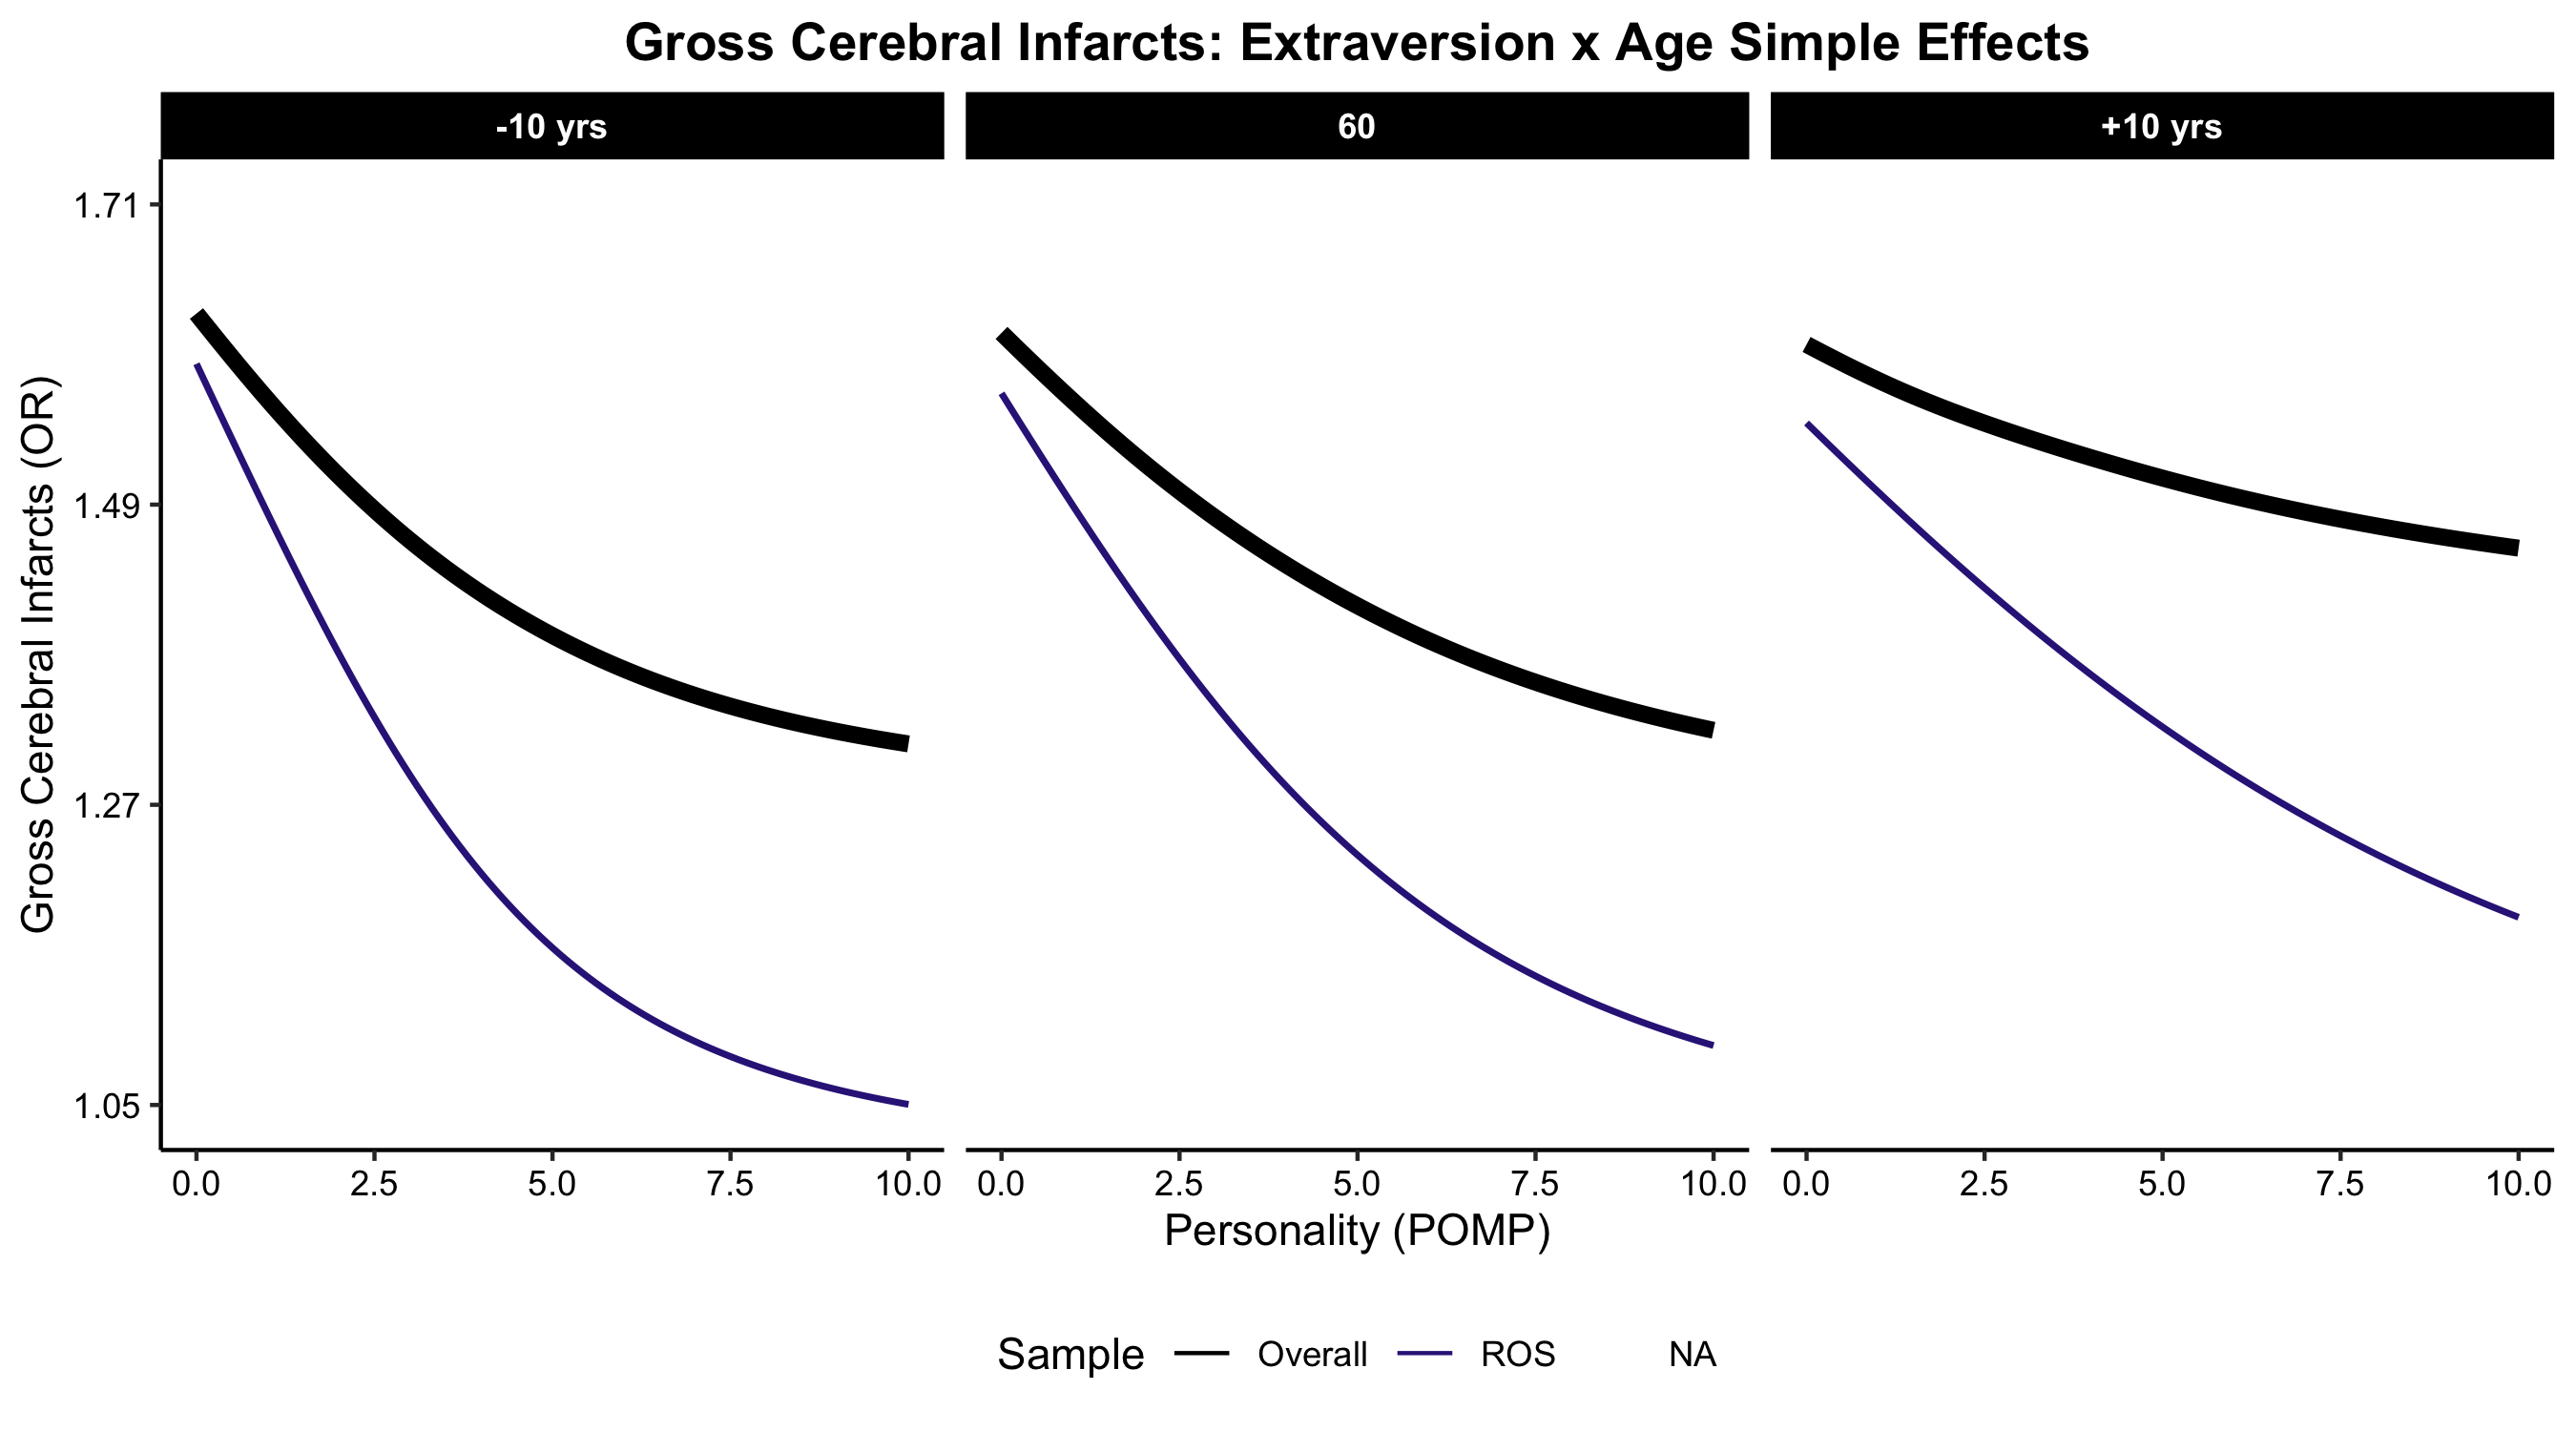 Gross Cerebral Infarcts: Extraversion x Age Simple Effects
-10 yrs
60
+10 yrs
Gross Cerebral Infarcts (OR)
1.71
1.49
1.27
1.05
0.0 2.5 5.0 7.5 10.0
0.0 2.5 5.0 7.5 10.0
0.0 2.5 5.0 7.5 10.0
Personality (POMP)
Sample Overall ROS NA